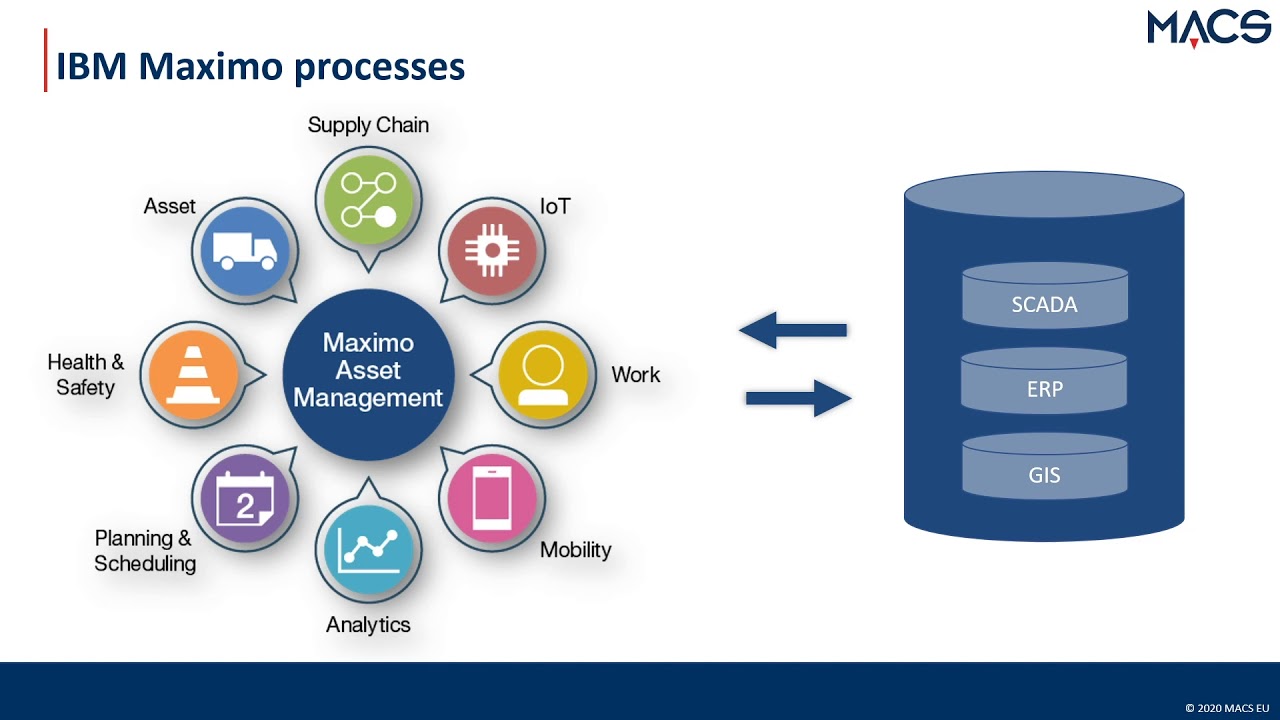 MACS
IBM Maximo processes
Supply Chain
Asset
IoT
Health &
Safety
Maximo
Asset
Management
Work
Planning &
Scheduling
2
Mobility
Analytics
SCADA
ERP
GIS
© 2020 MACS EU